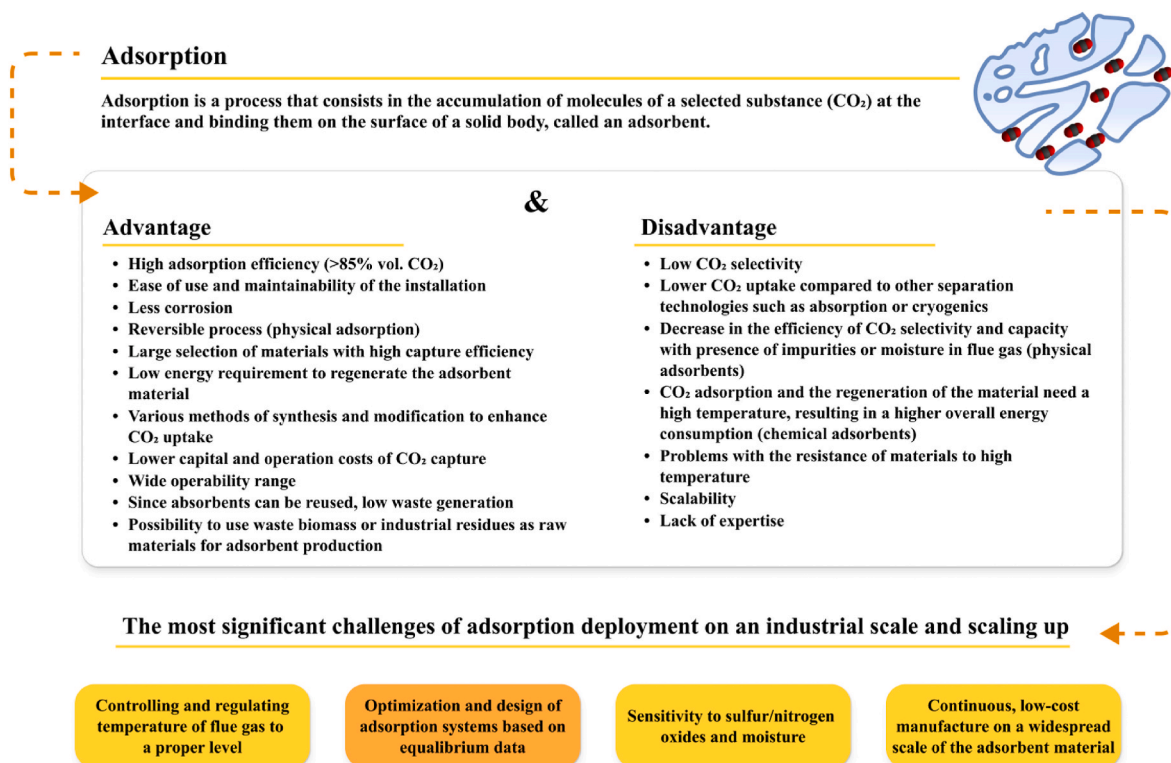 Adsorption
Adsorption is a process that consists in the accumulation of molecules of a selected substance (CO₂) at the
interface and binding them on the surface of a solid body, called an adsorbent.
&
Advantage
• High adsorption efficiency (>85% vol. CO₂)
• Ease of use and maintainability of the installation
• Less corrosion
• Reversible process (physical adsorption)
• Large selection of materials with high capture efficiency
• Low energy requirement to regenerate the adsorbent
material
• Various methods of synthesis and modification to enhance
CO₂ uptake
• Lower capital and operation costs of CO₂ capture
• Wide operability range
• Since absorbents can be reused, low waste generation
• Possibility to use waste biomass or industrial residues as raw
materials for adsorbent production
Disadvantage
• Low CO₂ selectivity
• Lower CO₂ uptake compared to other separation
technologies such as absorption or cryogenics
• Decrease in the efficiency of CO₂ selectivity and capacity
with presence of impurities or moisture in flue gas (physical
adsorbents)
• CO₂ adsorption and the regeneration of the material need a
high temperature, resulting in a higher overall energy
consumption (chemical adsorbents)
• Problems with the resistance of materials to high
temperature
• Scalability
• Lack of expertise
The most significant challenges of adsorption deployment on an industrial scale and scaling up
Controlling and regulating
temperature of flue gas to
a proper level
Optimization and design of
adsorption systems based on
equalibrium data
Sensitivity to sulfur/nitrogen
oxides and moisture
Continuous, low-cost
manufacture on a widespread
scale of the adsorbent material